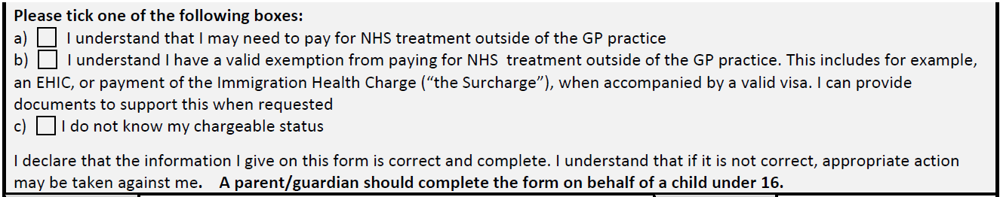 Please tick one of the following boxes:
a) I understand that I may need to pay for NHS treatment outside of the GP practice
b) I understand I have a valid exemption from paying for NHS treatment outside of the GP practice. This includes for example,
an EHIC, or payment of the Immigration Health Charge (“the Surcharge”), when accompanied by a valid visa. I can provide
documents to support this when requested
c) I do not know my chargeable status
I declare that the information I give on this form is correct and complete. I understand that if it is not correct, appropriate action
may be taken against me. A parent/guardian should complete the form on behalf of a child under 16.